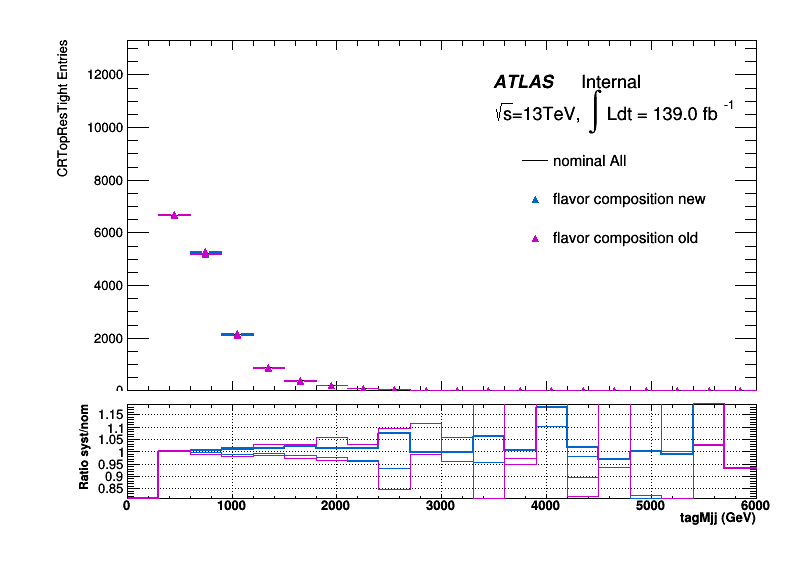 CRTopResTight Entries
12000
10000
8000
6000
4000
2000
0
ATLAS Internal
√s=13TeV, ∫ Ldt = 139.0 fb⁻¹
nominal All
flavor composition new
flavor composition old
Ratio syst/nom
1.15
1.1
1.05
1
0.95
0.9
0.85
0 1000 2000 3000 4000 5000 6000
tagMjj (GeV)